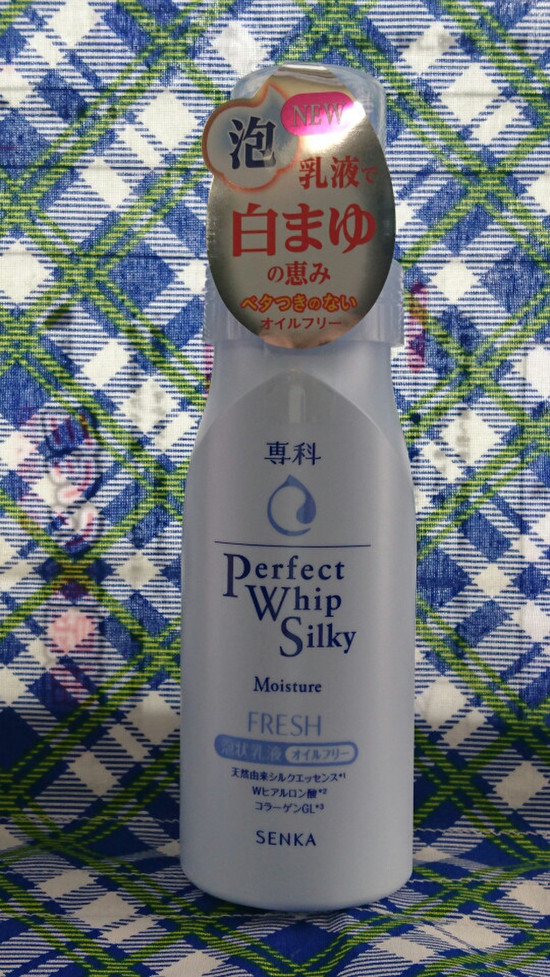 NEW
泡
乳液で
白まゆ
の恵み
ベタつきのない
オイルフリー
専科
Perfect
Whip
Silky
Moisture
FRESH
泡状乳液 オイルフリー
天然由来シルクエッセンス*1
Wヒアルロン酸*2
コラーゲンGL*3
SENKA